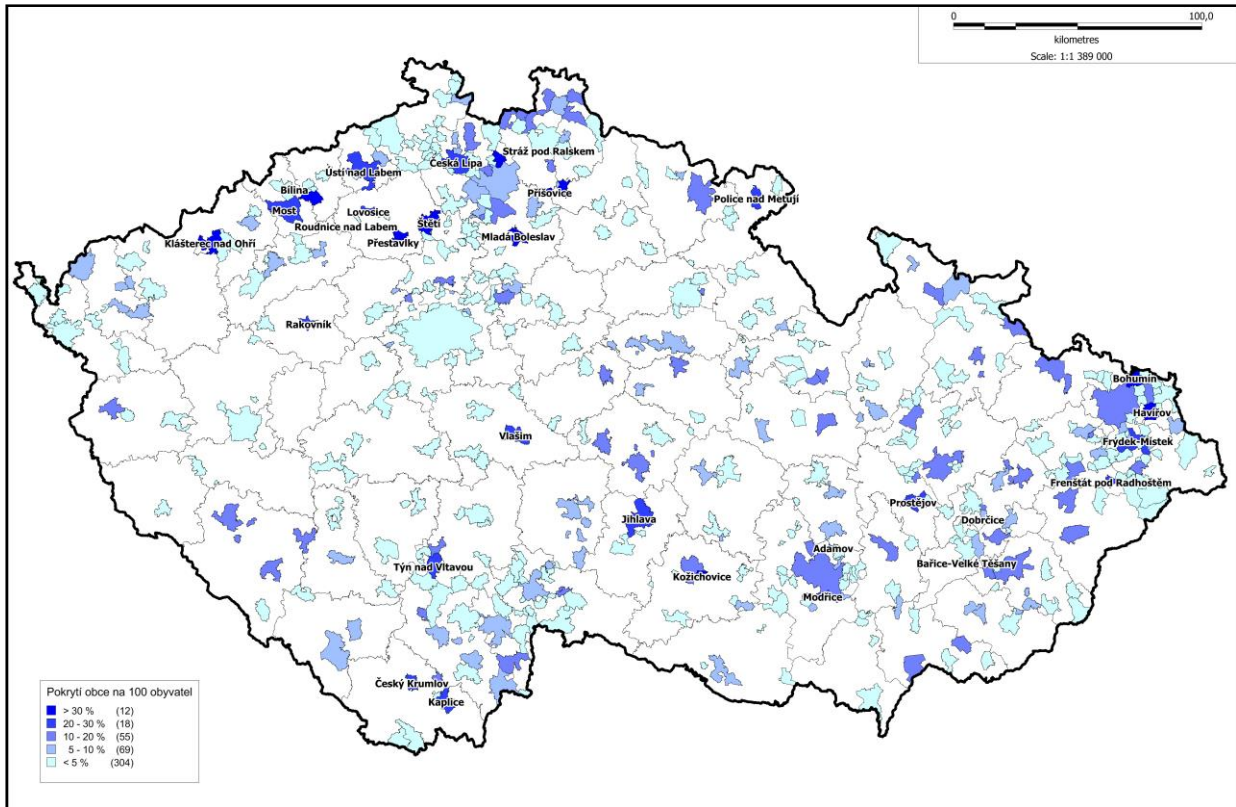 0 100,0
kilometres
Scale: 1:1 389 000
Stráž pod Ralskem
Česká Lípa
Ústí nad Labem
Bílina
Příšovice
Police nad Metují
Most
Lovosice
Štětí
Roudnice nad Labem
Přestavlky
Mladá Boleslav
Klášterec nad Ohří
Rakovník
Bohumín
Havířov
Vlašim
Frýdek-Místek
Frenštát pod Radhoštěm
Prostějov
Jihlava
Dobrčice
Adamov
Týn nad Vltavou
Bařice-Velké Těšany
Kožichovice
Modřice
Český Krumlov
Kaplice
Pokrytí obce na 100 obyvatel
> 30 % (12)
20 - 30 % (18)
10 - 20 % (55)
5 - 10 % (69)
< 5 % (304)